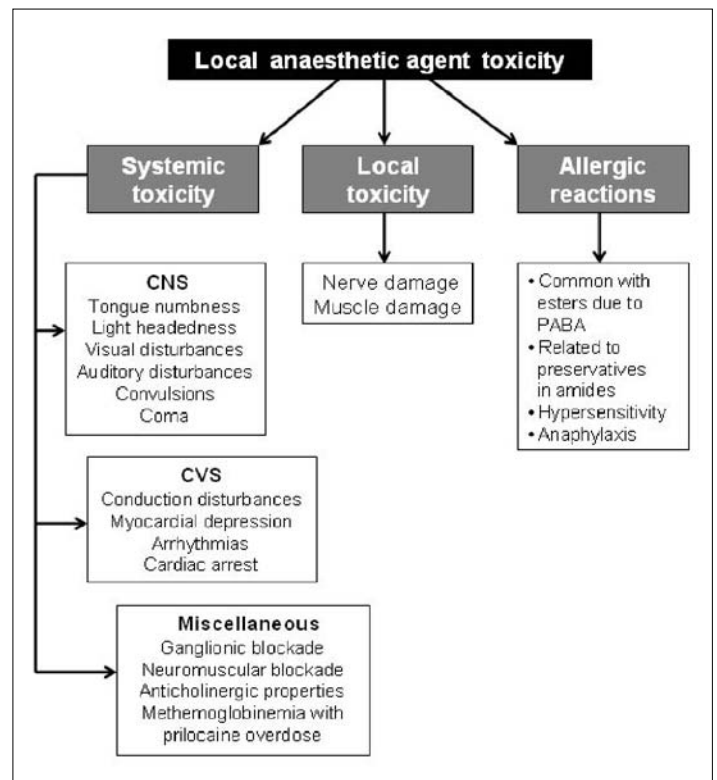 Local anaesthetic agent toxicity
Systemic
toxicity
Local
toxicity
Allergic
reactions
CNS
Tongue numbness
Light headedness
Visual disturbances
Auditory disturbances
Convulsions
Coma
Nerve damage
Muscle damage
• Common with
esters due to
PABA
• Related to
preservatives
in amides
• Hypersensitivity
• Anaphylaxis
CVS
Conduction disturbances
Myocardial depression
Arrhythmias
Cardiac arrest
Miscellaneous
Ganglionic blockade
Neuromuscular blockade
Anticholinergic properties
Methemoglobinemia with
prilocaine overdose